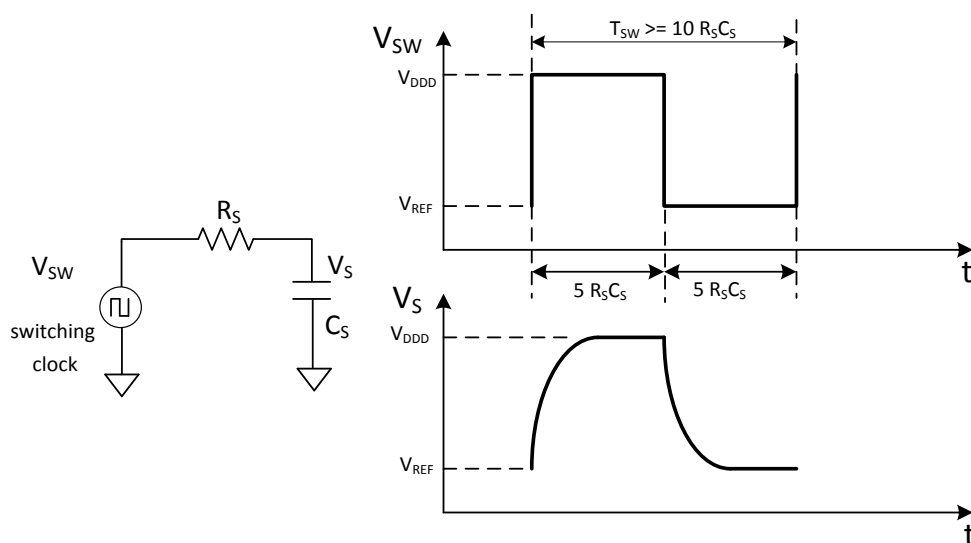 R_S
V_SW
V_S
C_S
switching
clock
V_SW
T_SW >= 10 R_SC_S
V_DDD
V_REF
t
5 R_SC_S
5 R_SC_S
V_S
V_DDD
V_REF
t